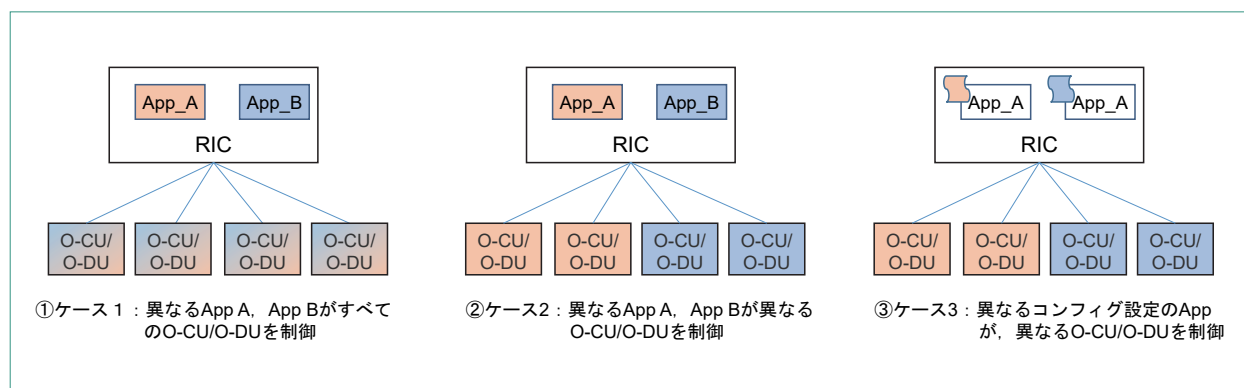 App_A
App_B
RIC
O-CU/
O-DU
O-CU/
O-DU
O-CU/
O-DU
O-CU/
O-DU
①ケース1：異なるApp A，App Bがすべて
のO-CU/O-DUを制御
App_A
App_B
RIC
O-CU/
O-DU
O-CU/
O-DU
O-CU/
O-DU
O-CU/
O-DU
②ケース2：異なるApp A，App Bが異なる
O-CU/O-DUを制御
App_A
App_A
RIC
O-CU/
O-DU
O-CU/
O-DU
O-CU/
O-DU
O-CU/
O-DU
③ケース3：異なるコンフィグ設定のApp
が，異なるO-CU/O-DUを制御